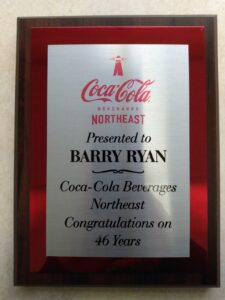 Coca-Cola
BEVERAGES
NORTHEAST
Presented to
BARRY RYAN
Coca-Cola Beverages
Northeast
Congratulations on
46 Years